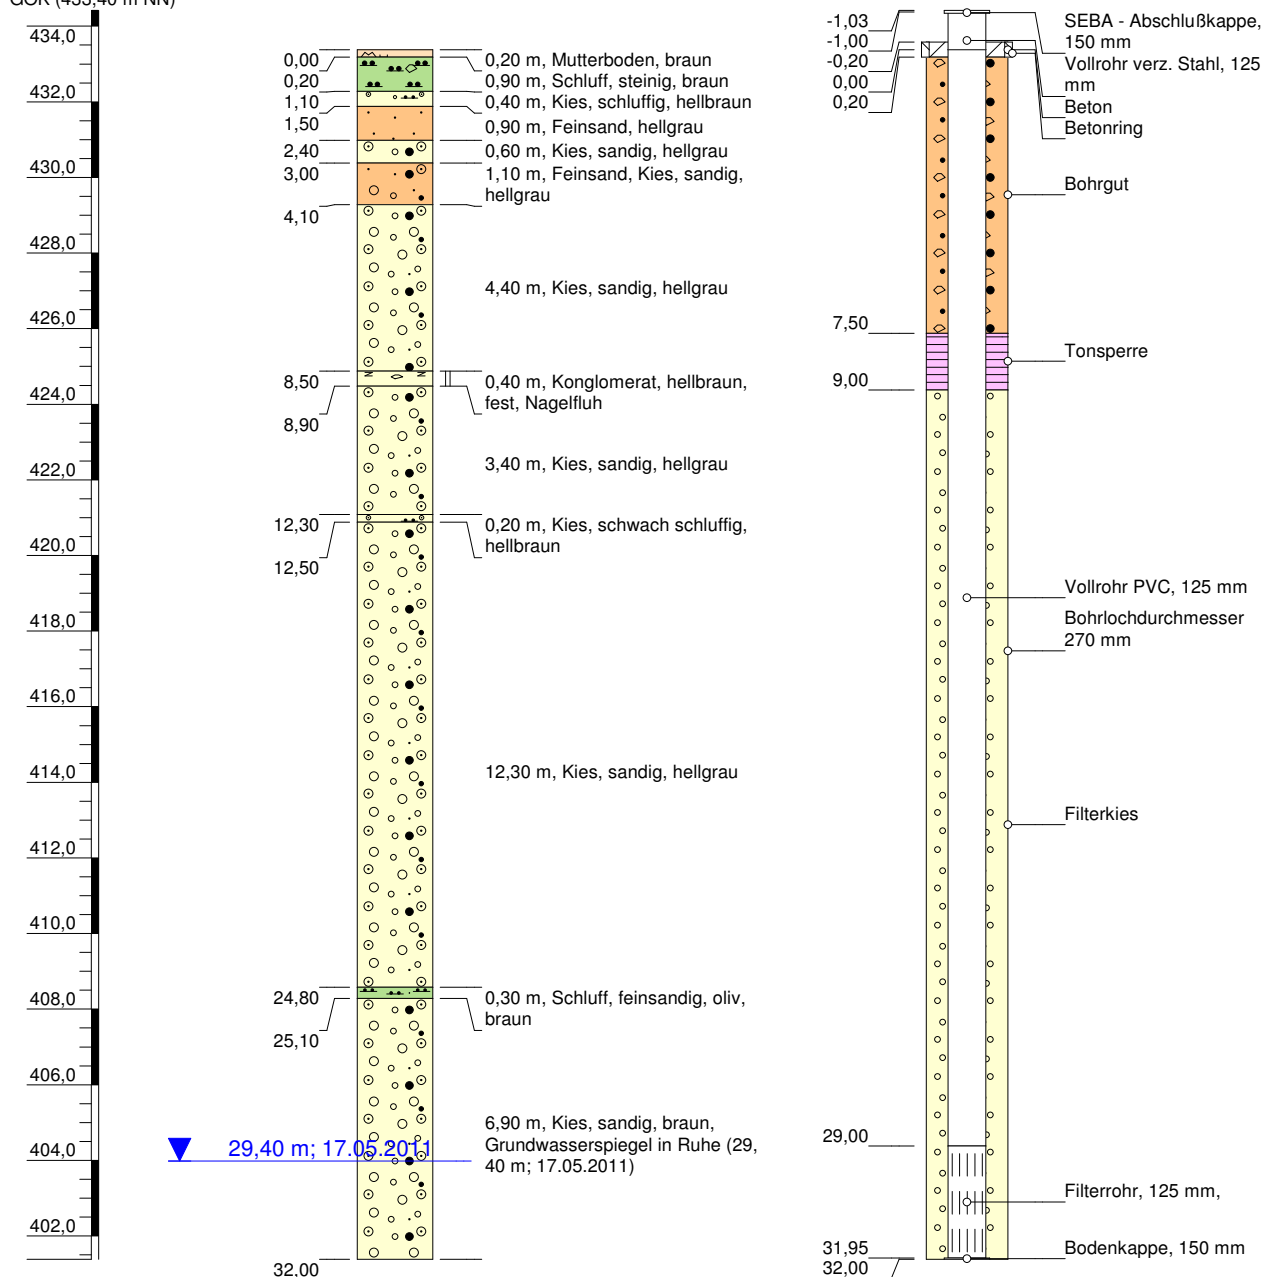 GOK (433,40 m NN)
434,0
432,0
430,0
428,0
426,0
424,0
422,0
420,0
418,0
416,0
414,0
412,0
410,0
408,0
406,0
404,0
402,0
0,00
0,20
1,10
1,50
2,40
3,00
4,10
8,50
8,90
12,30
12,50
24,80
25,10
32,00
29,40 m; 17.05.2011
0,20 m, Mutterboden, braun
0,90 m, Schluff, steinig, braun
0,40 m, Kies, schluffig, hellbraun
0,90 m, Feinsand, hellgrau
0,60 m, Kies, sandig, hellgrau
1,10 m, Feinsand, Kies, sandig,
hellgrau
4,40 m, Kies, sandig, hellgrau
0,40 m, Konglomerat, hellbraun,
fest, Nagelfluh
3,40 m, Kies, sandig, hellgrau
0,20 m, Kies, schwach schluffig,
hellbraun
12,30 m, Kies, sandig, hellgrau
0,30 m, Schluff, feinsandig, oliv,
braun
6,90 m, Kies, sandig, braun,
Grundwasserspiegel in Ruhe (29,
40 m; 17.05.2011)
-1,03
-1,00
-0,20
0,00
0,20
7,50
9,00
29,00
31,95
32,00
SEBA - Abschlußkappe,
150 mm
Vollrohr verz. Stahl, 125
mm
Beton
Betonring
Bohrgut
Tonsperre
Vollrohr PVC, 125 mm
Bohrlochdurchmesser
270 mm
Filterkies
Filterrohr, 125 mm,
Bodenkappe, 150 mm